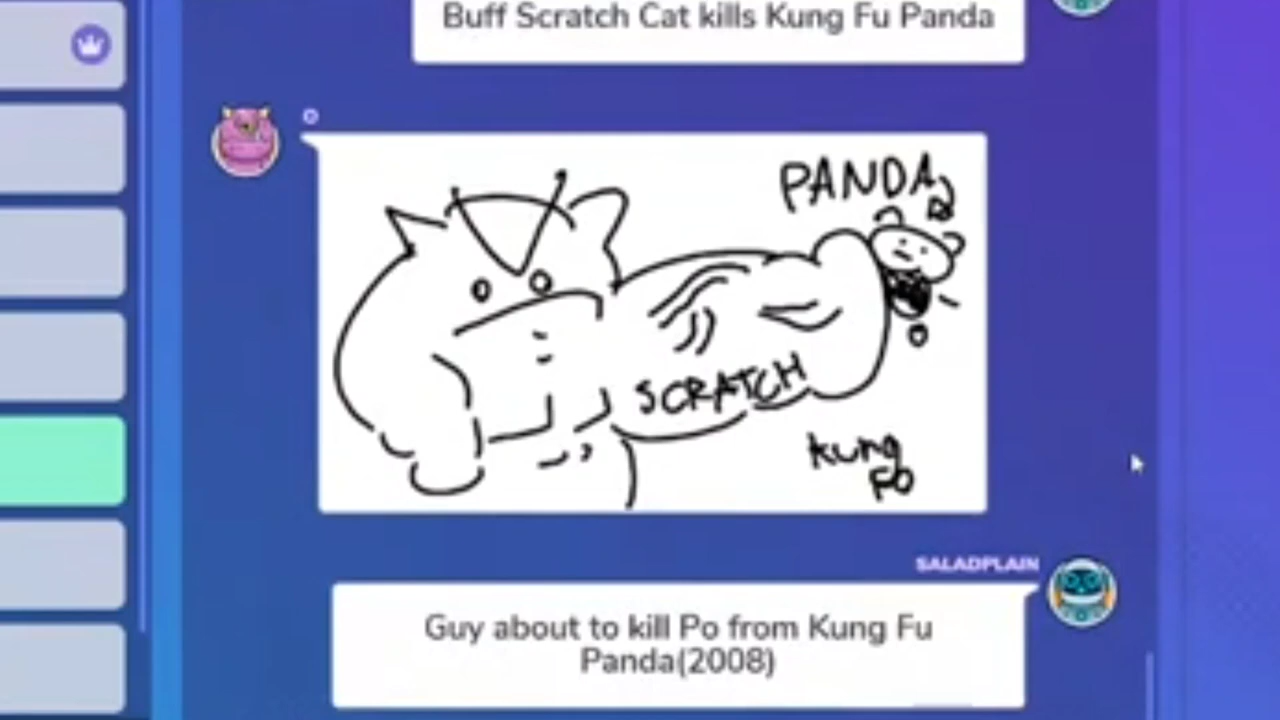 Buff Scratch Cat kills Kung Fu Panda
O
PANDA
SCRATCH
kung
FO
SALADPLAIN
Guy about to kill Po from Kung Fu
Panda(2008)